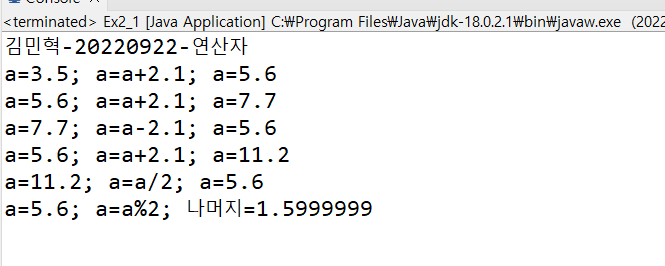 Console
<terminated> Ex2_1 [Java Application] C:₩Program Files₩Java₩jdk-18.0.2.1₩bin₩javaw.exe (2022
김민혁-20220922-연산자
a=3.5; a=a+2.1; a=5.6
a=5.6; a=a+2.1; a=7.7
a=7.7; a=a-2.1; a=5.6
a=5.6; a=a+2.1; a=11.2
a=11.2; a=a/2; a=5.6
a=5.6; a=a%2; 나머지=1.5999999